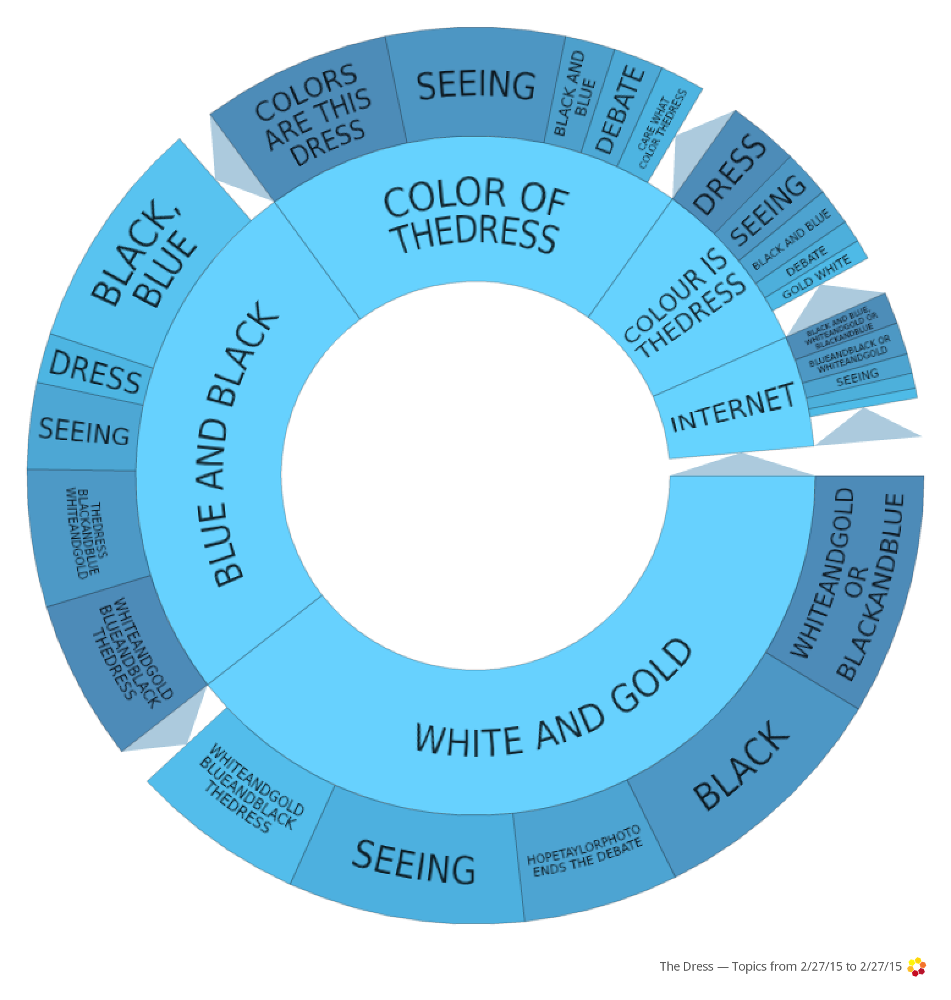 COLOR OF
THEDRESS
COLORS
ARE THIS
DRESS
SEEING
BLACK AND
BLUE
DEBATE
CARE WHAT
COLOR THEDRESS
COLOUR IS
THEDRESS
DRESS
SEEING
BLACK AND BLUE
DEBATE
GOLD WHITE
INTERNET
BLACK AND BLUE,
WHITEANDGOLD OR
BLACKANDBLUE
BLUEANDBLACK OR
WHITEANDGOLD
SEEING
WHITE AND GOLD
WHITEANDGOLD
OR
BLACKANDBLUE
BLACK
HOPETAYLORPHOTO
ENDS THE DEBATE
SEEING
WHITEANDGOLD
BLUEANDBLACK
THEDRESS
BLUE AND BLACK
WHITEANDGOLD
BLUEANDBLACK
THEDRESS
THEDRESS
BLACKANDBLUE
WHITEANDGOLD
SEEING
DRESS
BLACK,
BLUE
The Dress — Topics from 2/27/15 to 2/27/15